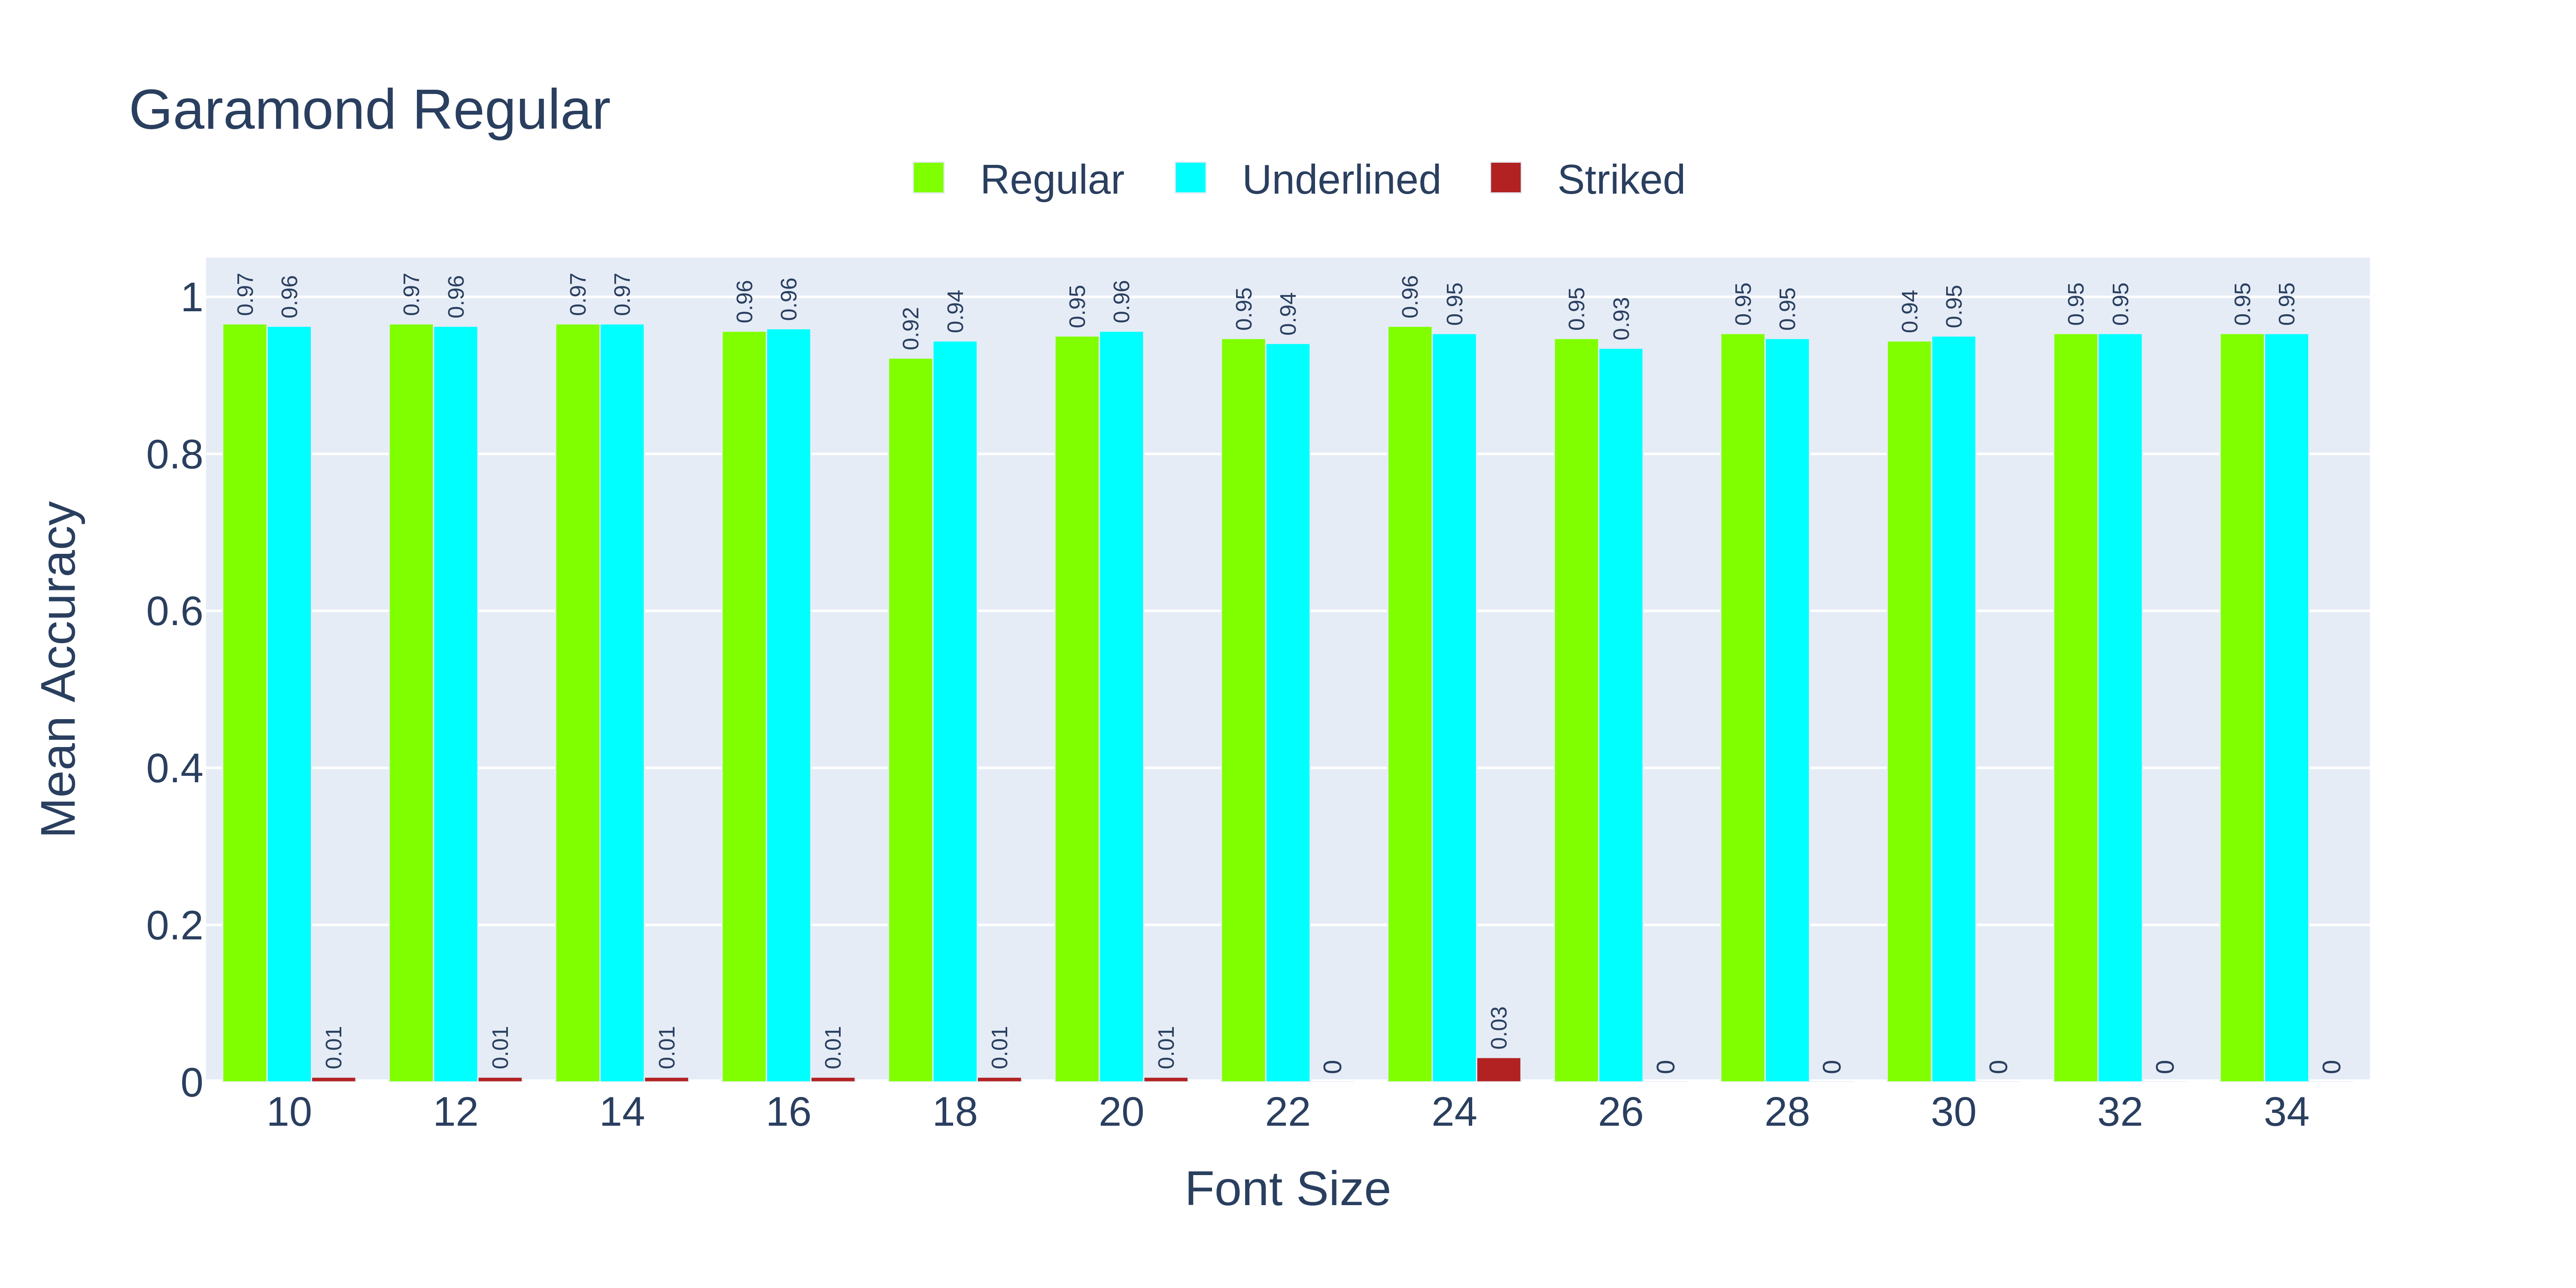 Garamond Regular
Regular Underlined Striked
0.97 0.96 0.01 0.97 0.96 0.01 0.97 0.97 0.01 0.96 0.96 0.01 0.92 0.94 0.01 0.95 0.96 0.01 0.95 0.94 0 0.96 0.95 0.03 0.95 0.93 0 0.95 0.95 0 0.94 0.95 0 0.95 0.95 0 0.95 0.95 0
1
0.8
0.6
0.4
0.2
0
Mean Accuracy
10 12 14 16 18 20 22 24 26 28 30 32 34
Font Size